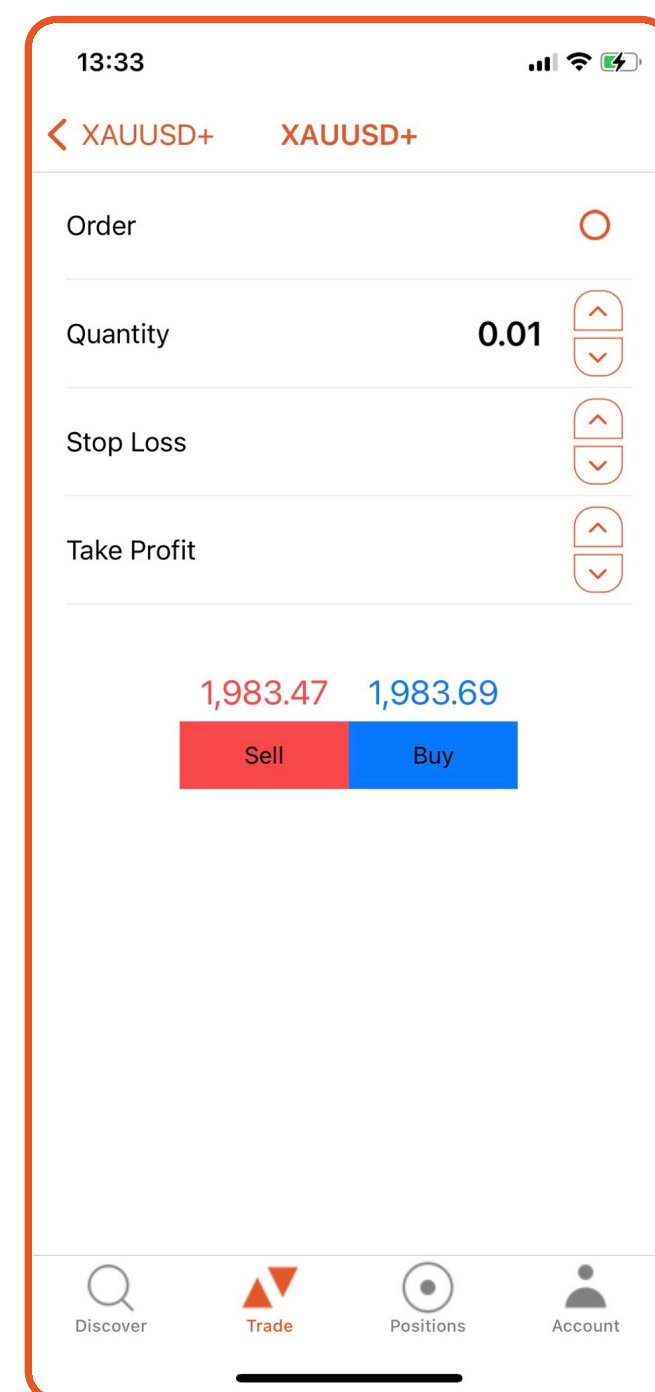 13:33
XAUUSD+ XAUUSD+
Order
Quantity 0.01
Stop Loss
Take Profit
1,983.47 1,983.69
Sell Buy
Discover Trade Positions Account